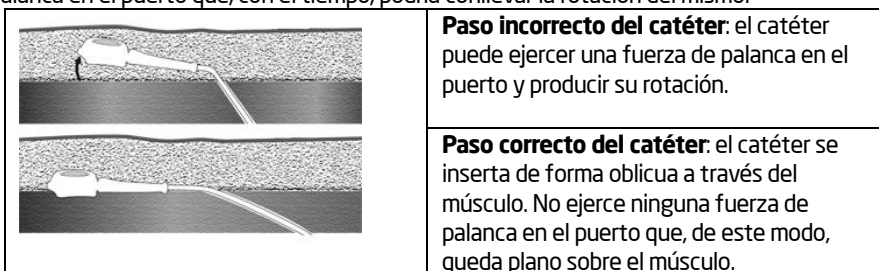 palanca en el puerto que, con el tiempo, podría conllevar la rotación del mismo.
Paso incorrecto del catéter: el catéter
puede ejercer una fuerza de palanca en el
puerto y producir su rotación.
Paso correcto del catéter: el catéter se
inserta de forma oblicua a través del
músculo. No ejerce ninguna fuerza de
palanca en el puerto que, de este modo,
queda plano sobre el músculo.